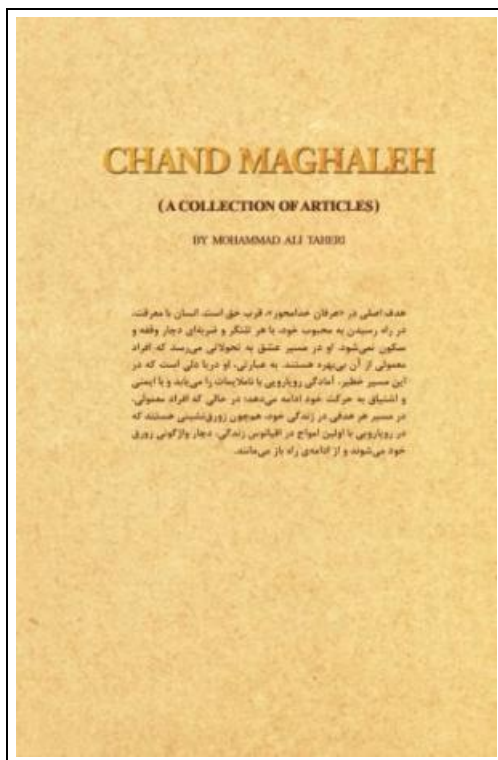 CHAND MAGHALEH
(A COLLECTION OF ARTICLES)
BY MOHAMMAD ALI TAHERI
هدف اصلی در «عرفان خدامحور»، قرب حق است. انسان با معرفت،
در راه رسیدن به محبوب خود، با هر تلنگر و ضربه‌ای دچار وقفه و
سکون نمی‌شود. او در مسیر عشق به تحولاتی می‌رسد که افراد
معمولی از آن بی‌بهره هستند. به عبارتی، او دریا دلی است که در
این مسیر خطیر، آمادگی رویارویی با ناملایمات را می‌یابد و با ایمنی
و اشتیاق به حرکت خود ادامه می‌دهد؛ در حالی که افراد معمولی،
در مسیر هر هدفی در زندگی خود، همچون زورق‌نشینی هستند که
در رویارویی با اولین امواج در اقیانوس زندگی، دچار واژگونی زورق
خود می‌شوند و از ادامه‌ی راه باز می‌مانند.